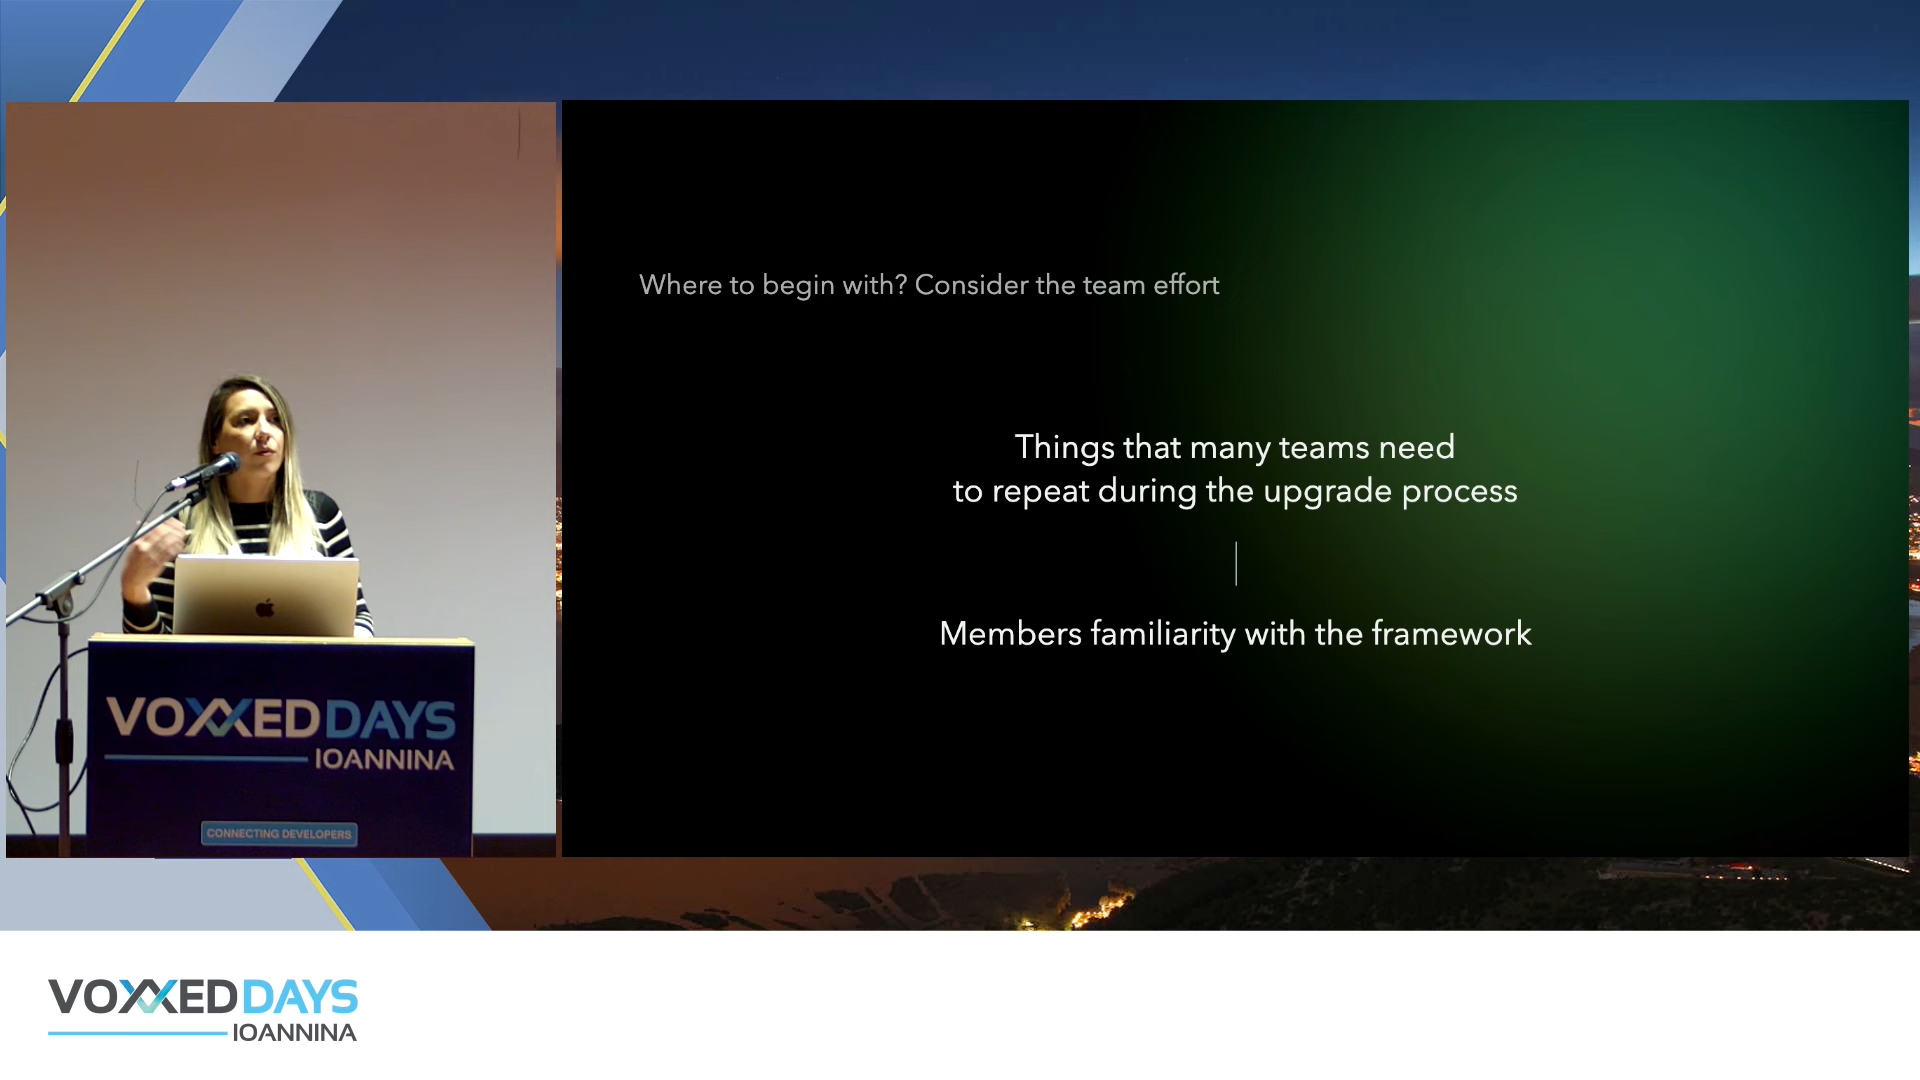 Where to begin with? Consider the team effort
Things that many teams need
to repeat during the upgrade process
Members familiarity with the framework
VOXXEDDAYS
IOANNINA
CONNECTING DEVELOPERS
VOXXEDDAYS
IOANNINA